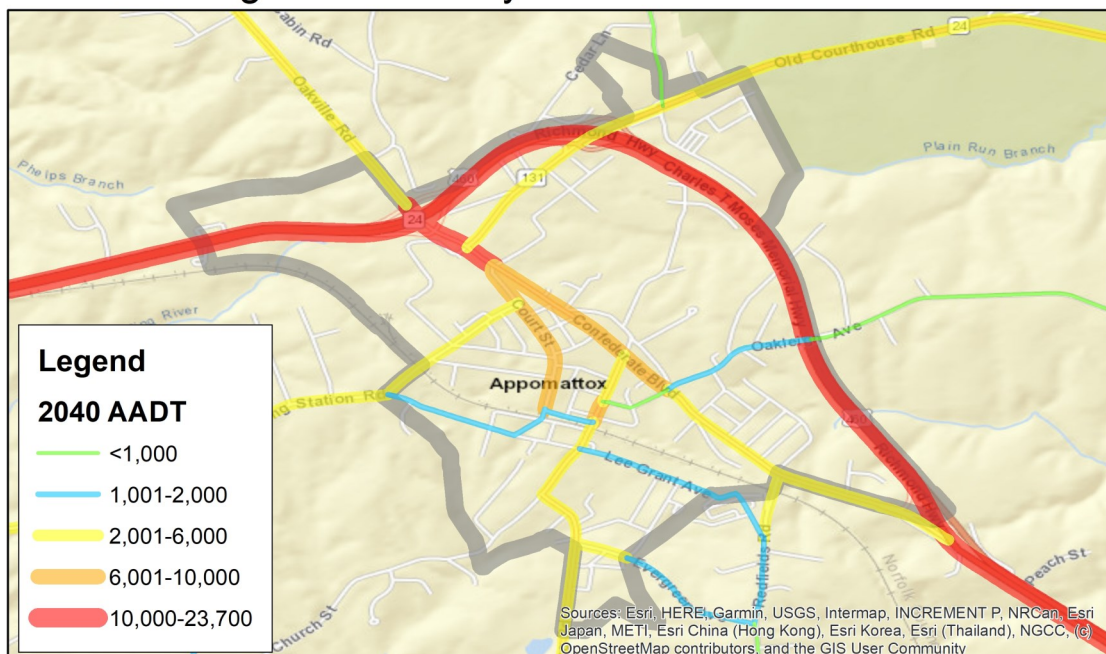 Cabin Rd
Cedar Ln
Old Courthouse Rd
24
Oakville Rd
Richmond Hwy
Charles T Moses Memorial Hwy
Plain Run Branch
Phelps Branch
460
131
24
River
Court St
Confederate Blvd
Oakleigh Ave
Appomattox
Station Rd
460
Lee Grant Ave
Richmond Hwy
Legend
2040 AADT
<1,000
1,001-2,000
2,001-6,000
6,001-10,000
10,000-23,700
Evergreen
Redfields Rd
Norfolk
Peach St
Church St
Sources: Esri, HERE, Garmin, USGS, Intermap, INCREMENT P, NRCan, Esri
Japan, METI, Esri China (Hong Kong), Esri Korea, Esri (Thailand), NGCC, (c)
OpenStreetMap contributors, and the GIS User Community